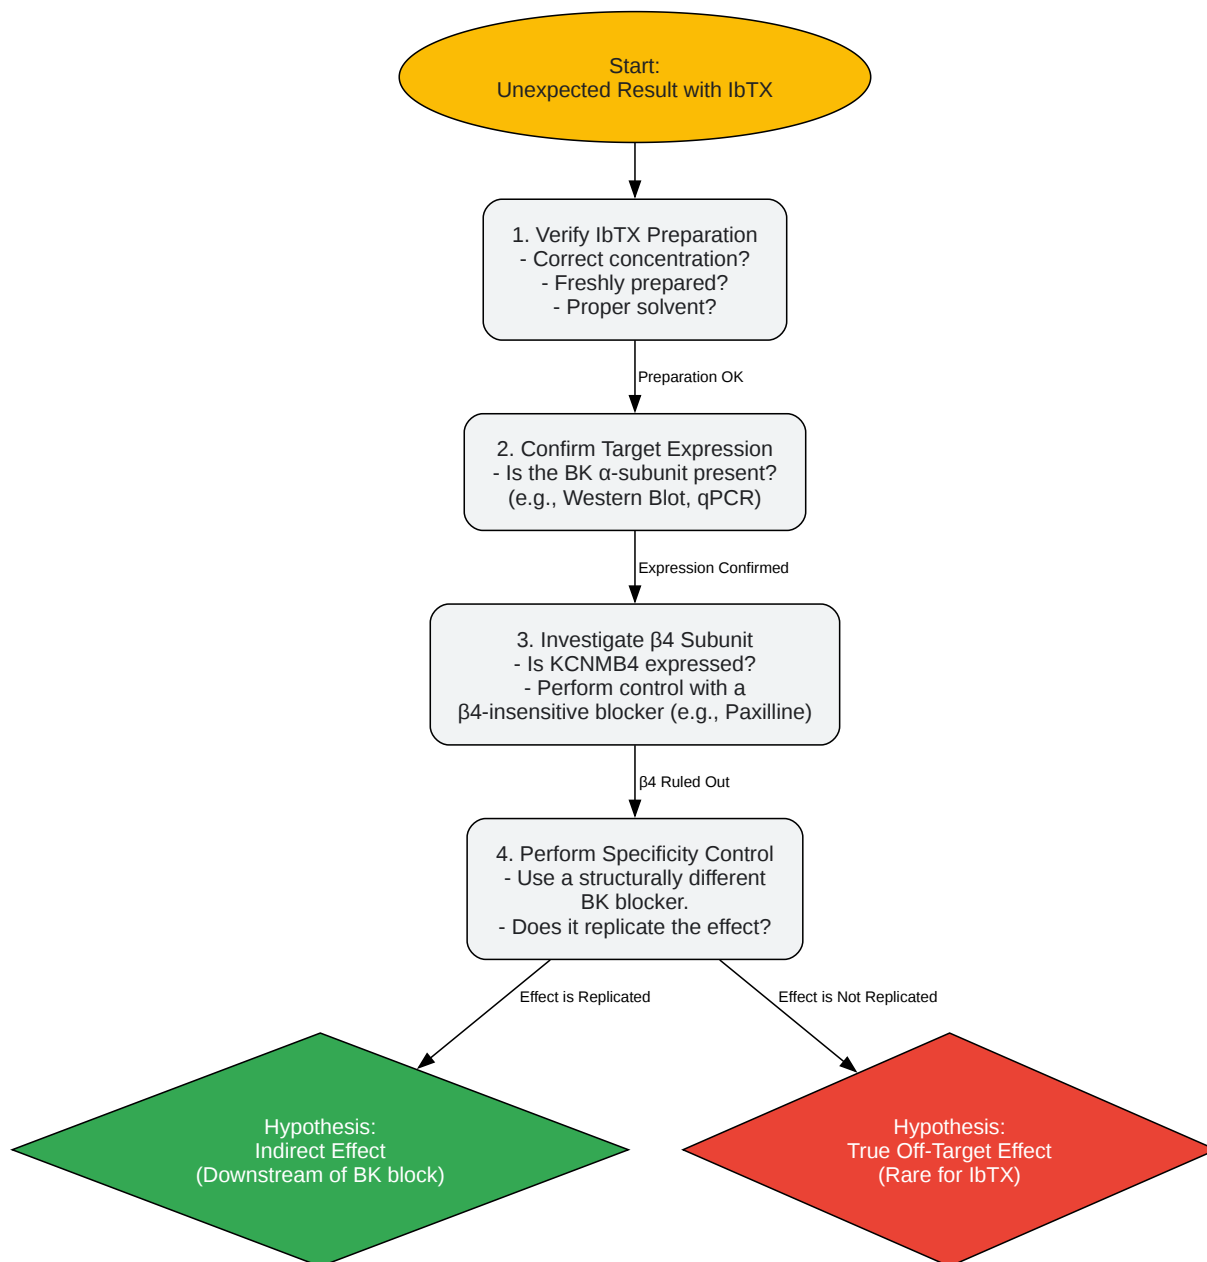 Start:
Unexpected Result with IbTX
1. Verify IbTX Preparation
- Correct concentration?
- Freshly prepared?
- Proper solvent?
Preparation OK
2. Confirm Target Expression
- Is the BK α-subunit present?
(e.g., Western Blot, qPCR)
Expression Confirmed
3. Investigate β4 Subunit
- Is KCNMB4 expressed?
- Perform control with a
β4-insensitive blocker (e.g., Paxilline)
β4 Ruled Out
4. Perform Specificity Control
- Use a structurally different
BK blocker.
- Does it replicate the effect?
Effect is Replicated
Effect is Not Replicated
Hypothesis:
Indirect Effect
(Downstream of BK block)
Hypothesis:
True Off-Target Effect
(Rare for IbTX)